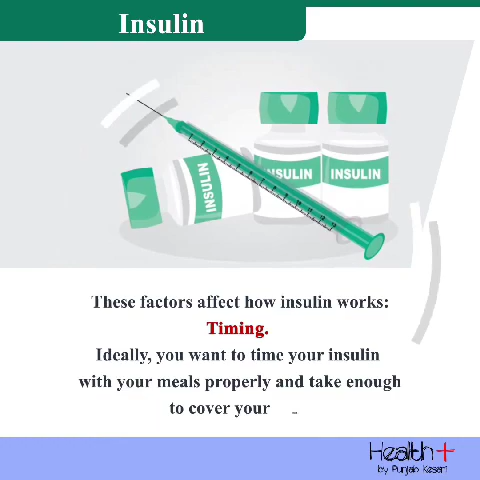 Insulin
INSULIN
INSULIN
INSULIN
These factors affect how insulin works:
Timing.
Ideally, you want to time your insulin
with your meals properly and take enough
to cover your
Health+
by Punjab Kesari